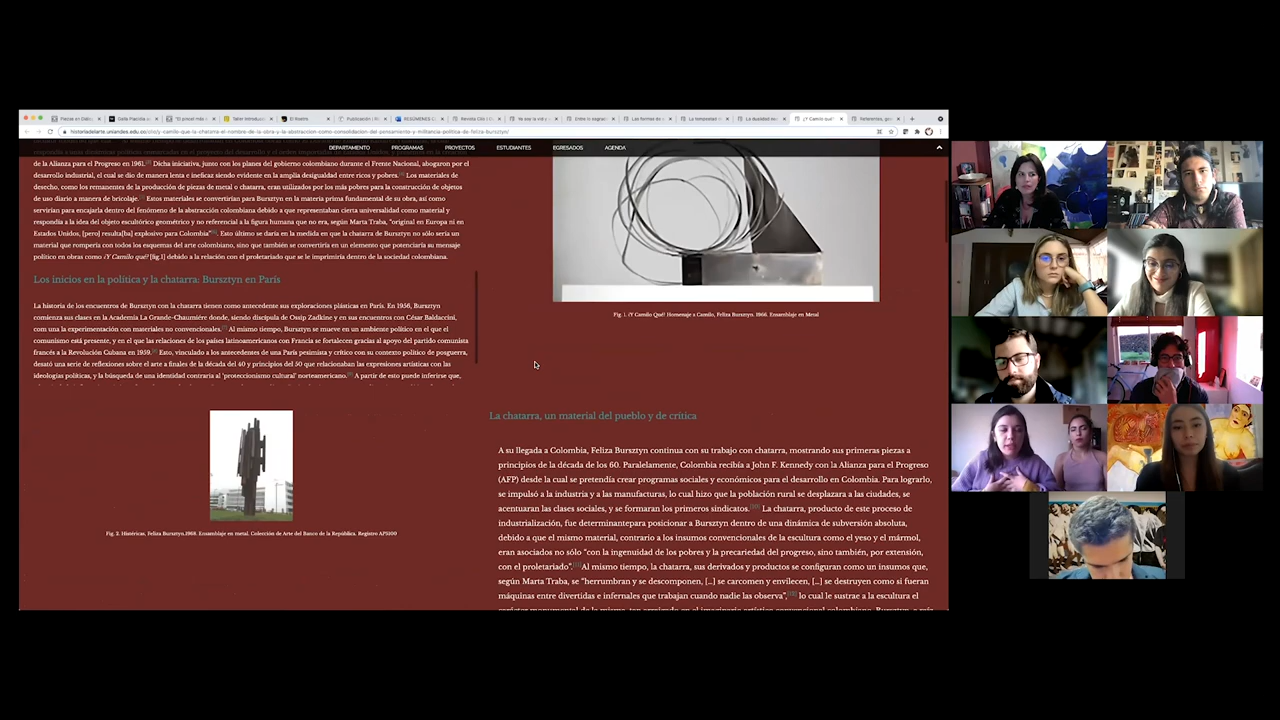 historiadelarte.uniandes.edu.co/
DEPARTAMENTO PROGRAMAS PROYECTOS ESTUDIANTES EGRESADOS AGENDA
de la Alianza para el Progreso en 1961. Dicha iniciativa, junto con los planes del gobierno colombiano durante el Frente Nacional, abogaron por el
desarrollo industrial, el cual se dio de manera lenta e ineficaz siendo evidente en la amplia desigualdad entre ricos y pobres. Los materiales de
desecho, como los remanentes de la producción de piezas de metal o chatarra, eran utilizados por los más pobres para la construcción de objetos
de uso diario a manera de bricolaje. Estos materiales se convertirían para Bursztyn en la materia prima fundamental de su obra, así como
servirían para encajarla dentro del fenómeno de la abstracción colombiana debido a que representaban cierta universalidad como material y
respondía a la idea del objeto escultórico geométrico y no referencial a la figura humana que no era, según Marta Traba, "original en Europa ni en
Estados Unidos, [pero] resulta[ba] explosivo para Colombia". Esto último se daría en la medida en que la chatarra de Bursztyn no sólo sería un
material que rompería con todos los esquemas del arte colombiano, sino que también se convertiría en un elemento que potenciaría su mensaje
político en obras como ¿Y Camilo qué? [fig.1] debido a la relación con el proletariado que se le imprimiría dentro de la sociedad colombiana.
Los inicios en la política y la chatarra: Bursztyn en París
La historia de los encuentros de Bursztyn con la chatarra tienen como antecedente sus exploraciones plásticas en París. En 1956, Bursztyn
comienza sus clases en la Academia La Grande-Chaumière donde, siendo discípula de Ossip Zadkine y en sus encuentros con César Baldaccini,
com una la experimentación con materiales no convencionales. Al mismo tiempo, Bursztyn se mueve en un ambiente político en el que el
comunismo está presente, y en el que las relaciones de países latinoamericanos con Francia se fortalecen gracias al apoyo del partido comunista
francés a la Revolución Cubana en 1959. Esto, vinculado a los antecedentes de una París pesimista y crítico con su contexto político de posguerra,
desató una serie de reflexiones sobre el arte a finales de la década del 40 y principios del 50 que relacionaban las expresiones artísticas con las
ideologías políticas, y la búsqueda de una identidad contraria al 'proteccionismo cultural' norteamericano. A partir de esto puede inferirse que,
Fig. 1. ¿Y Camilo Qué? Homenaje a Camilo, Feliza Bursztyn. 1966. Ensamblaje en Metal
Fig. 2. Histéricas, Feliza Bursztyn,1968. Ensamblaje en metal. Colección de Arte del Banco de la República. Registro AP5100
La chatarra, un material del pueblo y de crítica
A su llegada a Colombia, Feliza Bursztyn continua con su trabajo con chatarra, mostrando sus primeras piezas a
principios de la década de los 60. Paralelamente, Colombia recibía a John F. Kennedy con la Alianza para el Progreso
(AFP) desde la cual se pretendía crear programas sociales y económicos para el desarrollo en Colombia. Para lograrlo,
se impulsó a la industria y a las manufacturas, lo cual hizo que la población rural se desplazara a las ciudades, se
acentuaran las clases sociales, y se formaran los primeros sindicatos. La chatarra, producto de este proceso de
industrialización, fue determinantepara posicionar a Bursztyn dentro de una dinámica de subversión absoluta,
debido a que el mismo material, contrario a los insumos convencionales de la escultura como el yeso y el mármol,
eran asociados no sólo "con la ingenuidad de los pobres y la precariedad del progreso, sino también, por extensión,
con el proletariado". Al mismo tiempo, la chatarra, sus derivados y productos se configuran como un insumos que,
según Marta Traba, se "herrumbran y se descomponen, [...] se carcomen y envilecen, [...] se destruyen como si fueran
máquinas entre divertidas e infernales que trabajan cuando nadie las observa", lo cual le sustrae a la escultura el